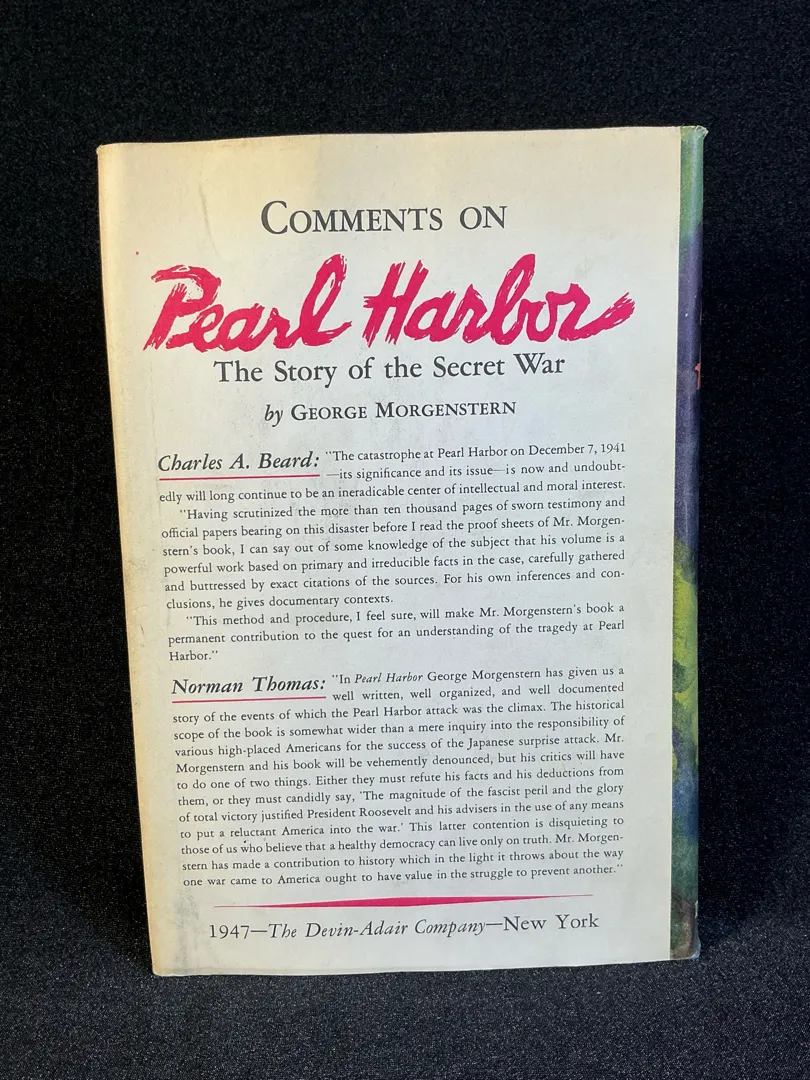 COMMENTS ON
Pearl Harbor
The Story of the Secret War
by GEORGE MORGENSTERN
Charles A. Beard: "The catastrophe at Pearl Harbor on December 7, 1941
—its significance and its issue—is now and undoubt-
edly will long continue to be an ineradicable center of intellectual and moral interest.
"Having scrutinized the more than ten thousand pages of sworn testimony and
official papers bearing on this disaster before I read the proof sheets of Mr. Morgen-
stern's book, I can say out of some knowledge of the subject that his volume is a
powerful work based on primary and irreducible facts in the case, carefully gathered
and buttressed by exact citations of the sources. For his own inferences and con-
clusions, he gives documentary contexts.
"This method and procedure, I feel sure, will make Mr. Morgenstern's book a
permanent contribution to the quest for an understanding of the tragedy at Pearl
Harbor."
Norman Thomas: "In Pearl Harbor George Morgenstern has given us a
well written, well organized, and well documented
story of the events of which the Pearl Harbor attack was the climax. The historical
scope of the book is somewhat wider than a mere inquiry into the responsibility of
various high-placed Americans for the success of the Japanese surprise attack. Mr.
Morgenstern and his book will be vehemently denounced, but his critics will have
to do one of two things. Either they must refute his facts and his deductions from
them, or they must candidly say, 'The magnitude of the fascist peril and the glory
of total victory justified President Roosevelt and his advisers in the use of any means
to put a reluctant America into the war.' This latter contention is disquieting to
those of us who believe that a healthy democracy can live only on truth. Mr. Morgen-
stern has made a contribution to history which in the light it throws about the way
one war came to America ought to have value in the struggle to prevent another."
1947—The Devin-Adair Company—New York